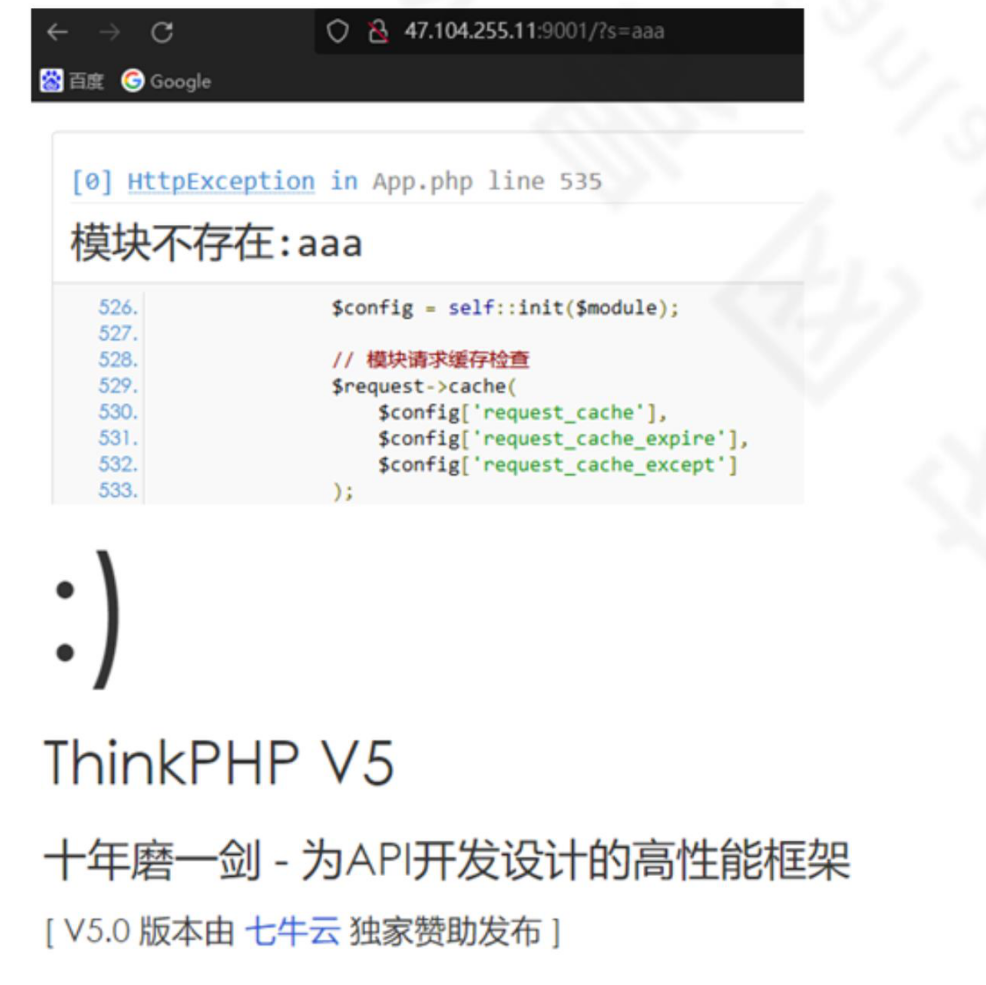 47.104.255.11:9001/?s=aaa
百度 Google
[0] HttpException in App.php line 535
模块不存在:aaa
526. $config = self::init($module);
527.
528. // 模块请求缓存检查
529. $request->cache(
530. $config['request_cache'],
531. $config['request_cache_expire'],
532. $config['request_cache_except']
533. );
:)
ThinkPHP V5
十年磨一剑 - 为API开发设计的高性能框架
[ V5.0 版本由 七牛云 独家赞助发布 ]